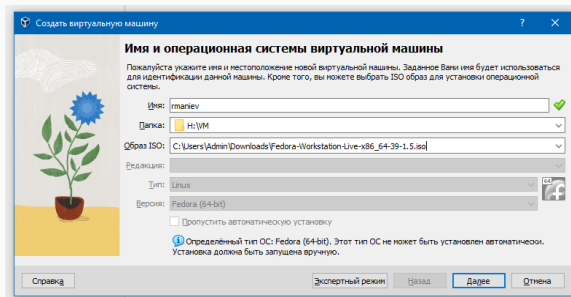 Создать виртуальную машину
Имя и операционная системы виртуальной машины
Пожалуйста укажите имя и местоположение новой виртуальной машины. Заданное Вами имя будет использоваться
для идентификации данной машины. Кроме того, вы можете выбрать ISO образ для установки операционной
системы.
Имя: rmaniev
Папка: H:\VM
Образ ISO: C:\Users\Admin\Downloads\Fedora-Workstation-Live-x86_64-39-1.5.iso
Редакция:
Тип: Linux
64
Версия: Fedora (64-bit)
Пропустить автоматическую установку
Определённый тип ОС: Fedora (64-bit). Этот тип ОС не может быть установлен автоматически.
Установка должна быть запущена вручную.
Справка Экспертный режим Назад Далее Отмена